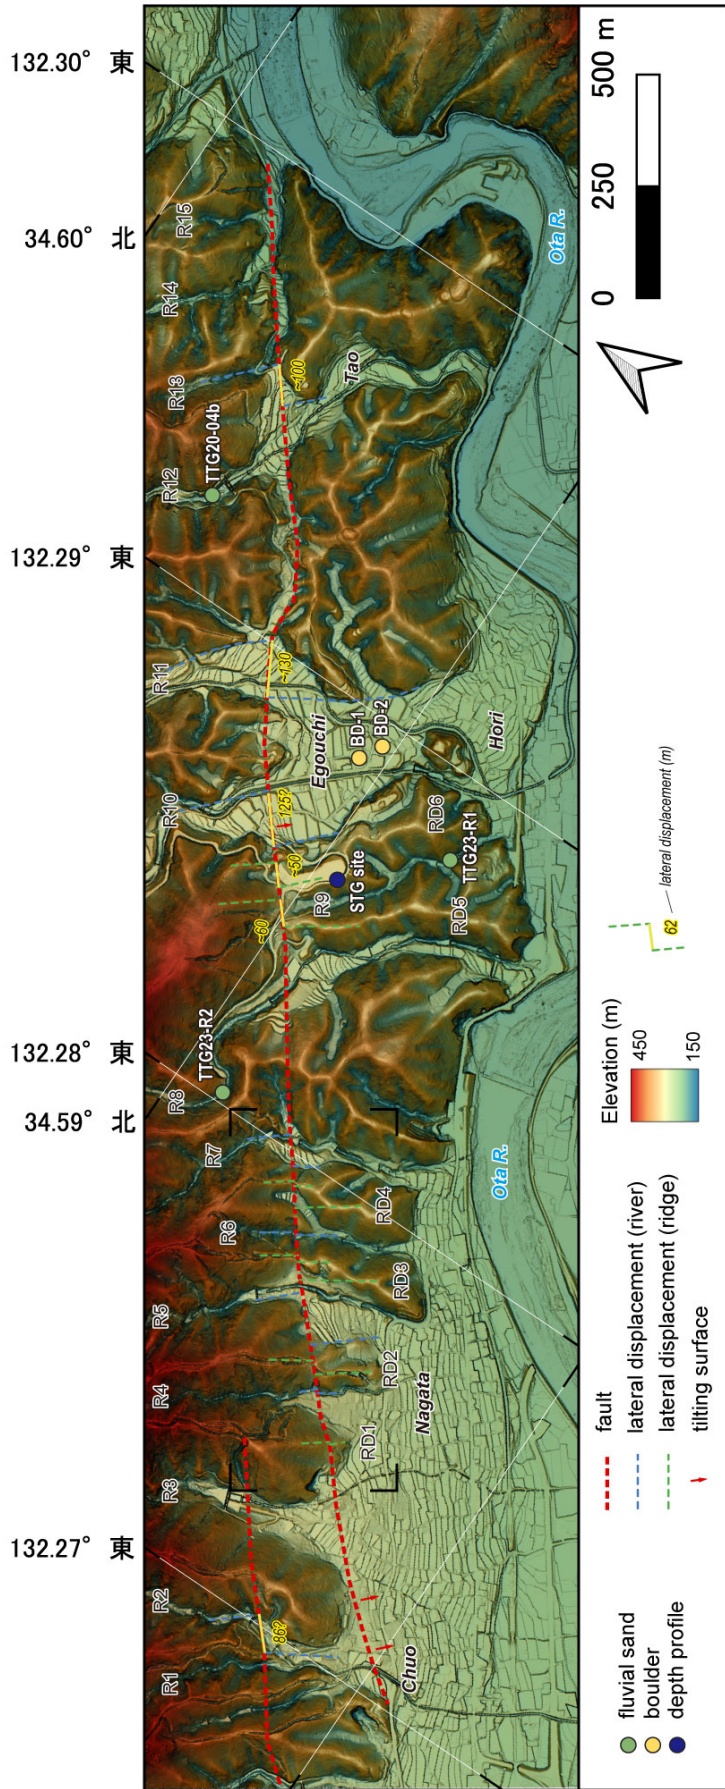 132.27° 東
132.28° 東
34.59° 北
132.29° 東
132.30° 東
34.60° 北
R1
R2
R3
R4
R5
R6
R7
R8
R9
R10
R11
R12
R13
R14
R15
TTG23-R2
TTG20-04b
86?
~60
~50
125?
~130
~100
Egouchi
Tao
STG site
BD-1
BD-2
RD1
RD2
RD3
RD4
RD5
RD6
TTG23-R1
Chuo
Nagata
Hori
Ota R.
Ota R.
fluvial sand
boulder
depth profile
fault
lateral displacement (river)
lateral displacement (ridge)
tilting surface
Elevation (m)
450
150
62
lateral displacement (m)
0
250
500 m